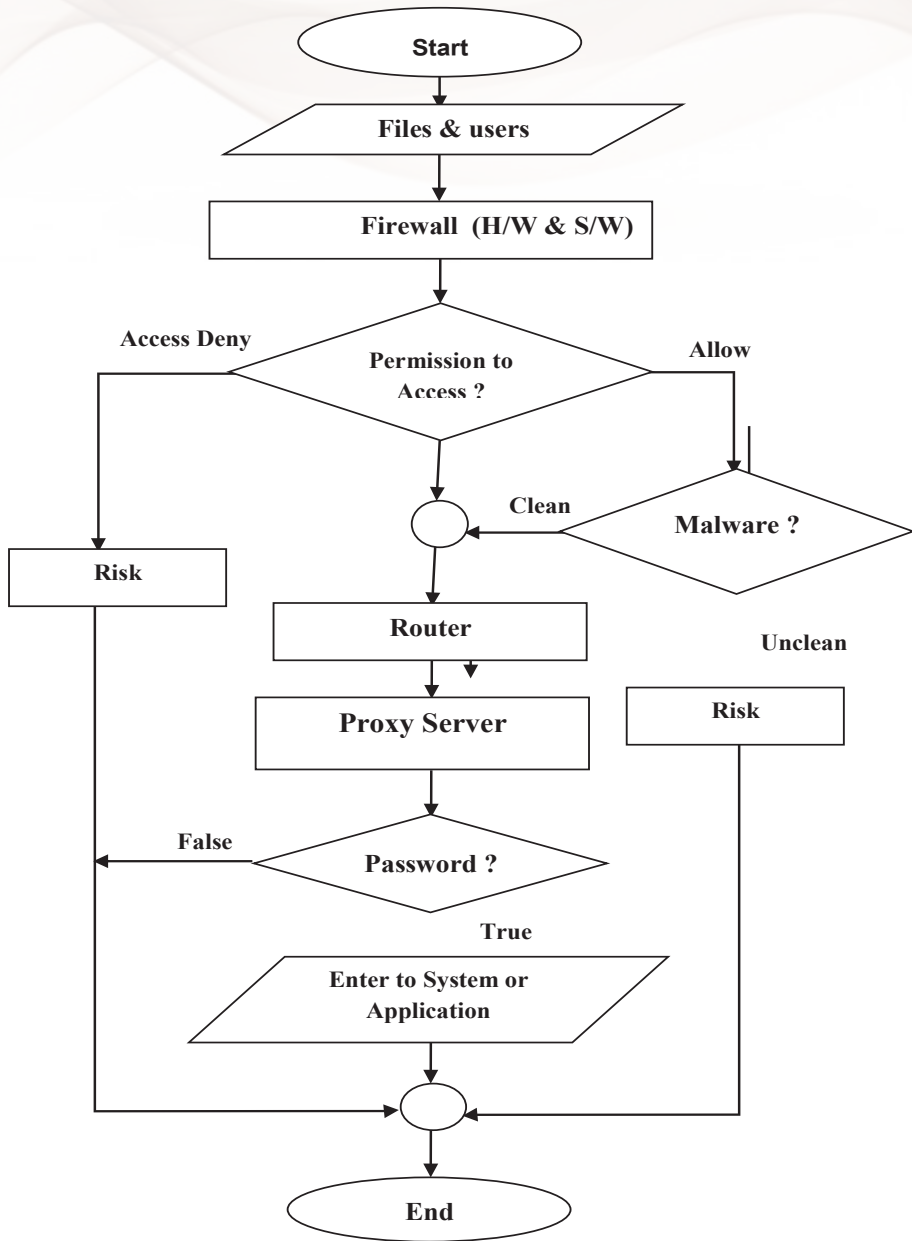 Start
Files & users
Firewall (H/W & S/W)
Access Deny
Permission to
Access ?
Allow
Clean
Malware ?
Risk
Router
Unclean
Proxy Server
Risk
False
Password ?
True
Enter to System or
Application
End